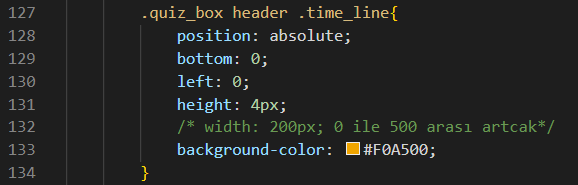 127 .quiz_box header .time_line{
128 position: absolute;
129 bottom: 0;
130 left: 0;
131 height: 4px;
132 /* width: 200px; 0 ile 500 arası artcak*/
133 background-color: #F0A500;
134 }